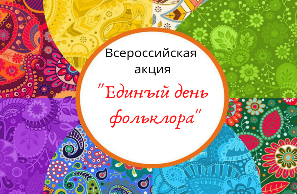 Всероссийская
акция
"Единый день
фольклора"